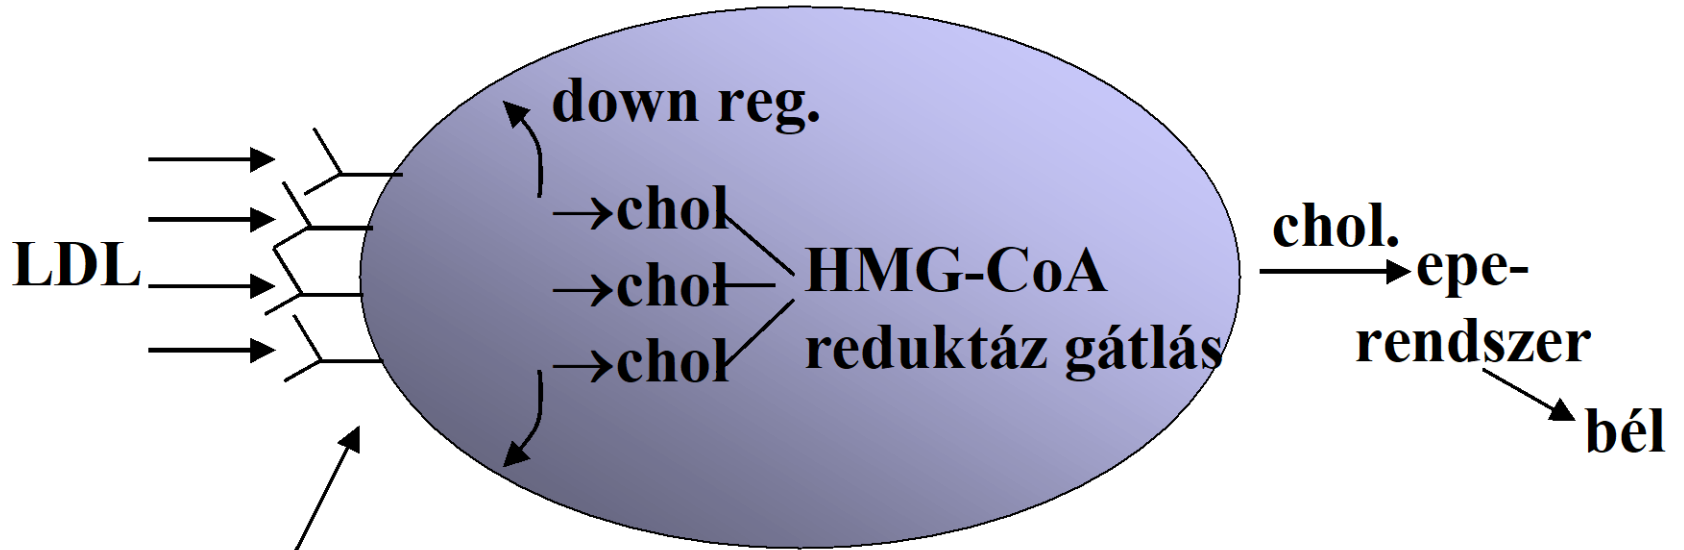 down reg.
LDL
→chol
→chol
→chol
HMG-CoA
reduktáz gátlás
chol.
epe-
rendszer
bél